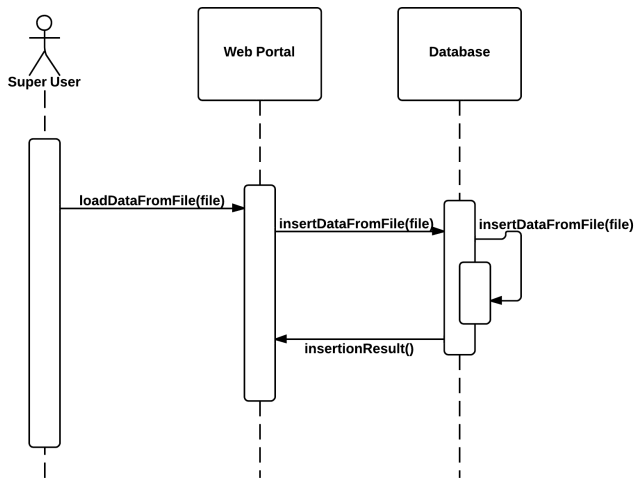 Super User
Web Portal
Database
loadDataFromFile(file)
insertDataFromFile(file)
insertDataFromFile(file)
insertionResult()